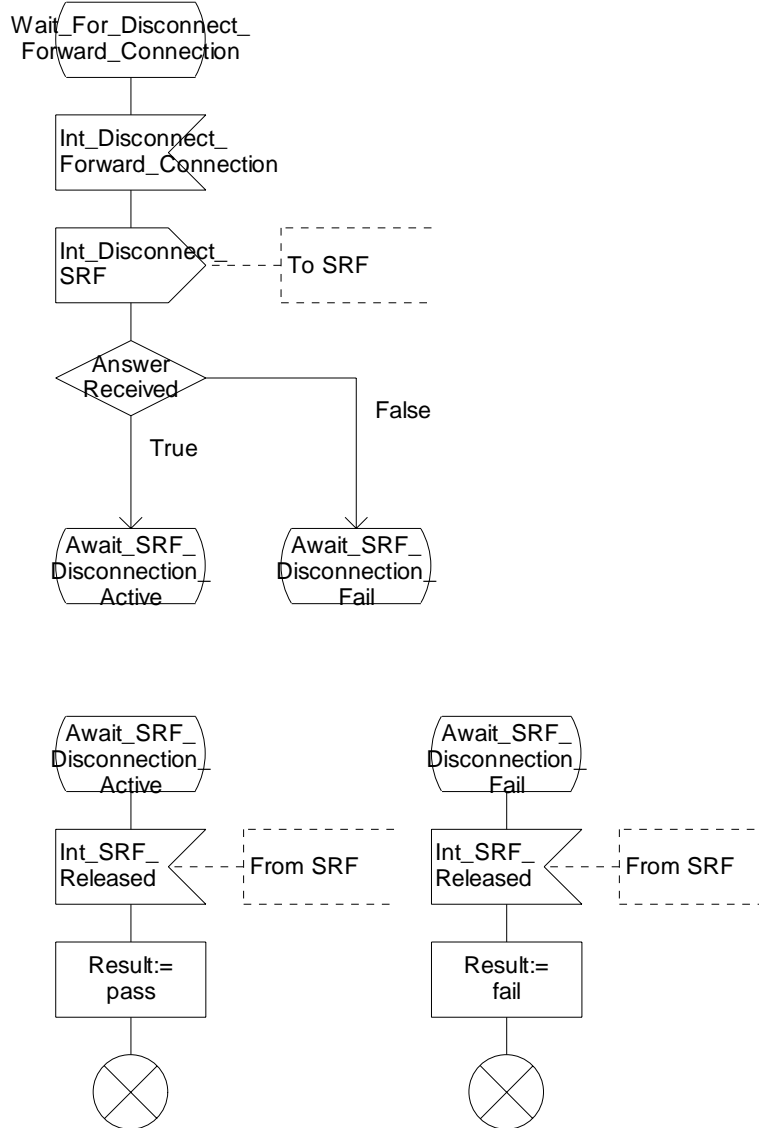 Wait_For_Disconnect_
Forward_Connection
Int_Disconnect_
Forward_Connection
Int_Disconnect_
SRF
To SRF
Answer
Received
False
True
Await_SRF_
Disconnection_
Active
Await_SRF_
Disconnection_
Fail
Await_SRF_
Disconnection_
Active
Await_SRF_
Disconnection_
Fail
Int_SRF_
Released
From SRF
Int_SRF_
Released
From SRF
Result:=
pass
Result:=
fail